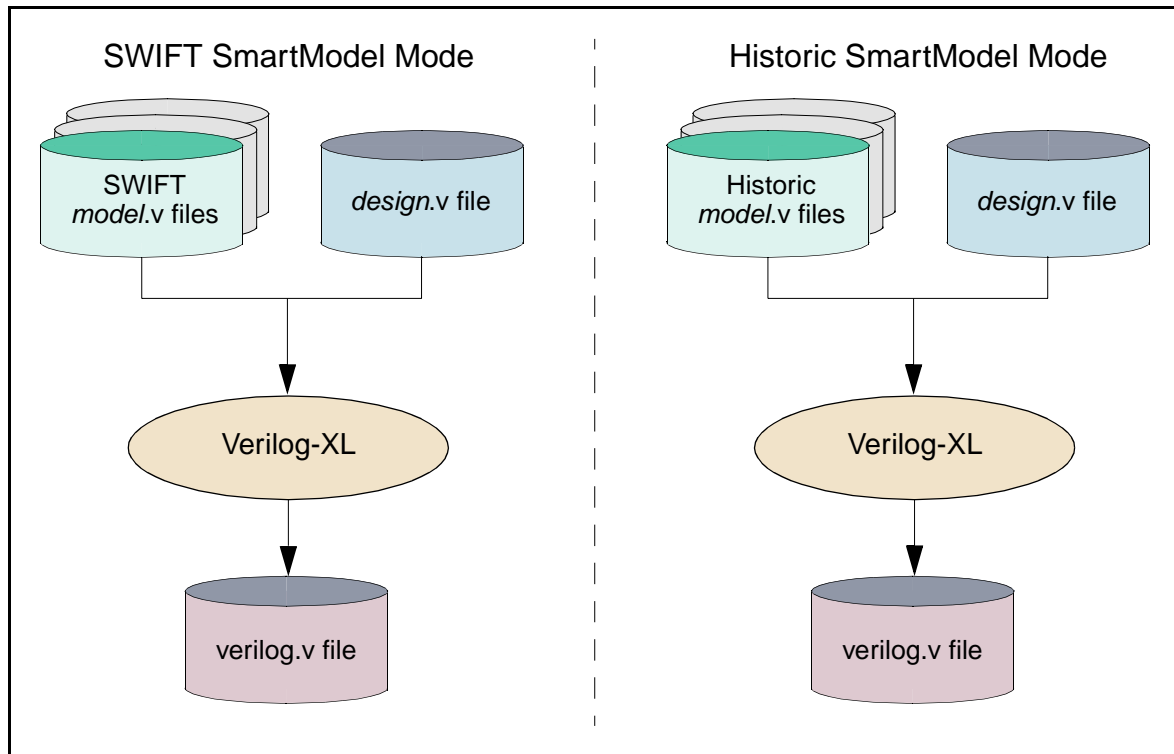 SWIFT SmartModel Mode
SWIFT
model.v files
design.v file
Verilog-XL
verilog.v file
Historic SmartModel Mode
Historic
model.v files
design.v file
Verilog-XL
verilog.v file